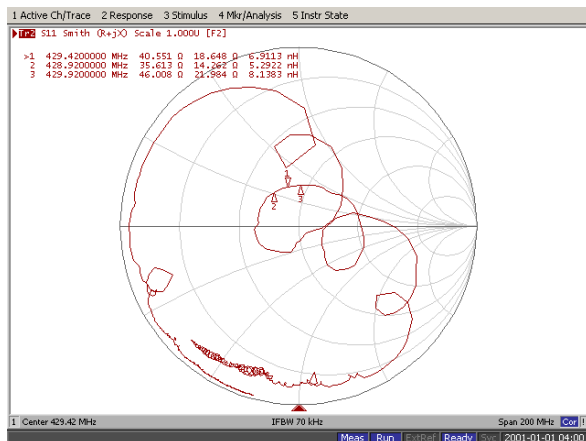 1 Active Ch/Trace 2 Response 3 Stimulus 4 Mkr/Analysis 5 Instr State
Tr2 S11 Smith (R+jX) Scale 1.000U [F2]
>1 429.4200000 MHz 40.551 Ω 18.648 Ω 6.9113 nH
2 428.9200000 MHz 35.613 Ω 14.262 Ω 5.2922 nH
3 429.9200000 MHz 46.008 Ω 21.984 Ω 8.1383 nH
1
2
3
1 Center 429.42 MHz IFBW 70 kHz Span 200 MHz Cor !
Meas Run ExtRef Ready Svc 2001-01-01 04:00